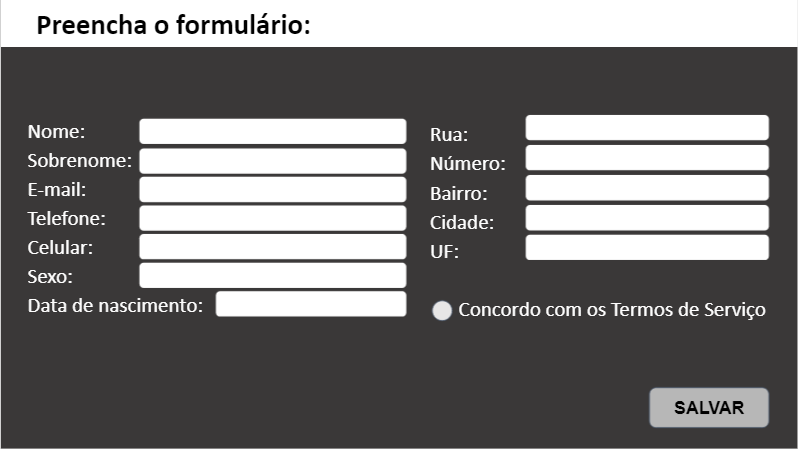 Preencha o formulário:
Nome:
Sobrenome:
E-mail:
Telefone:
Celular:
Sexo:
Data de nascimento:
Rua:
Número:
Bairro:
Cidade:
UF:
Concordo com os Termos de Serviço
SALVAR